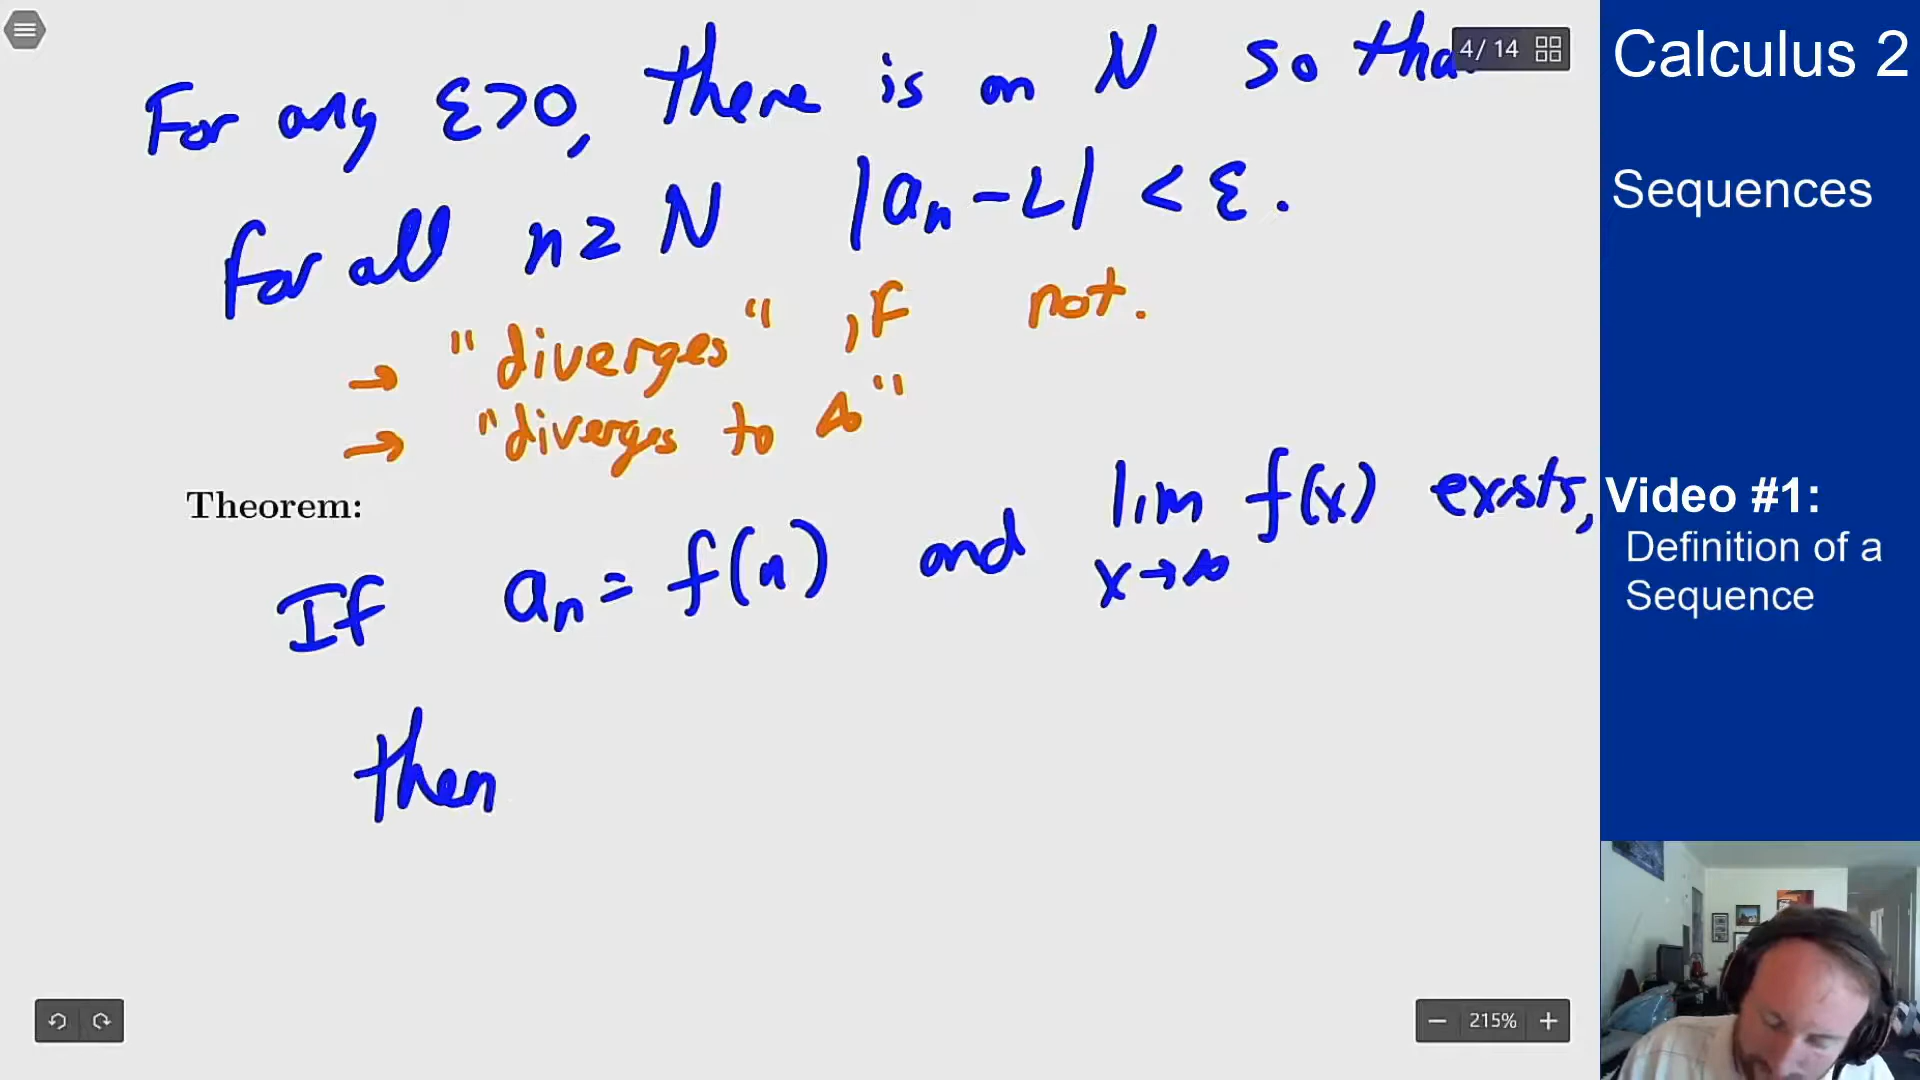 For any ε>0, there is an N so tha
4/14
for all n≥N |aₙ-L| < ε.
→ "diverges" if not.
→ "diverges to ∞"
Theorem:
If aₙ = f(n) and lim f(x) exists,
x→∞
then
215%
Calculus 2
Sequences
Video #1:
Definition of a
Sequence